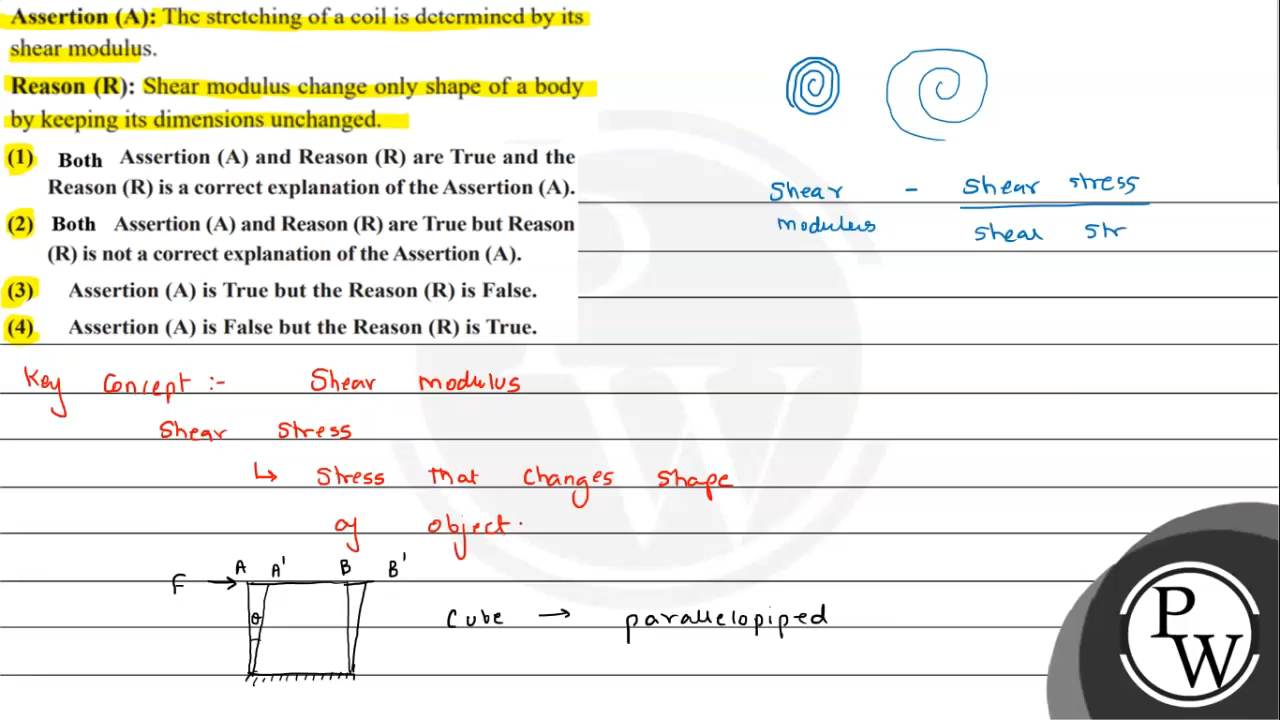 Assertion (A): The stretching of a coil is determined by its
shear modulus.
Reason (R): Shear modulus change only shape of a body
by keeping its dimensions unchanged.
(1) Both Assertion (A) and Reason (R) are True and the
Reason (R) is a correct explanation of the Assertion (A).
(2) Both Assertion (A) and Reason (R) are True but Reason
(R) is not a correct explanation of the Assertion (A).
(3) Assertion (A) is True but the Reason (R) is False.
(4) Assertion (A) is False but the Reason (R) is True.
Shear modulus - shear stress
shear str
Key Concept :- Shear modulus
Shear stress
↳ Stress that changes shape
of object.
F → A A' B B'
θ
Cube → parallelopiped
PW
PW